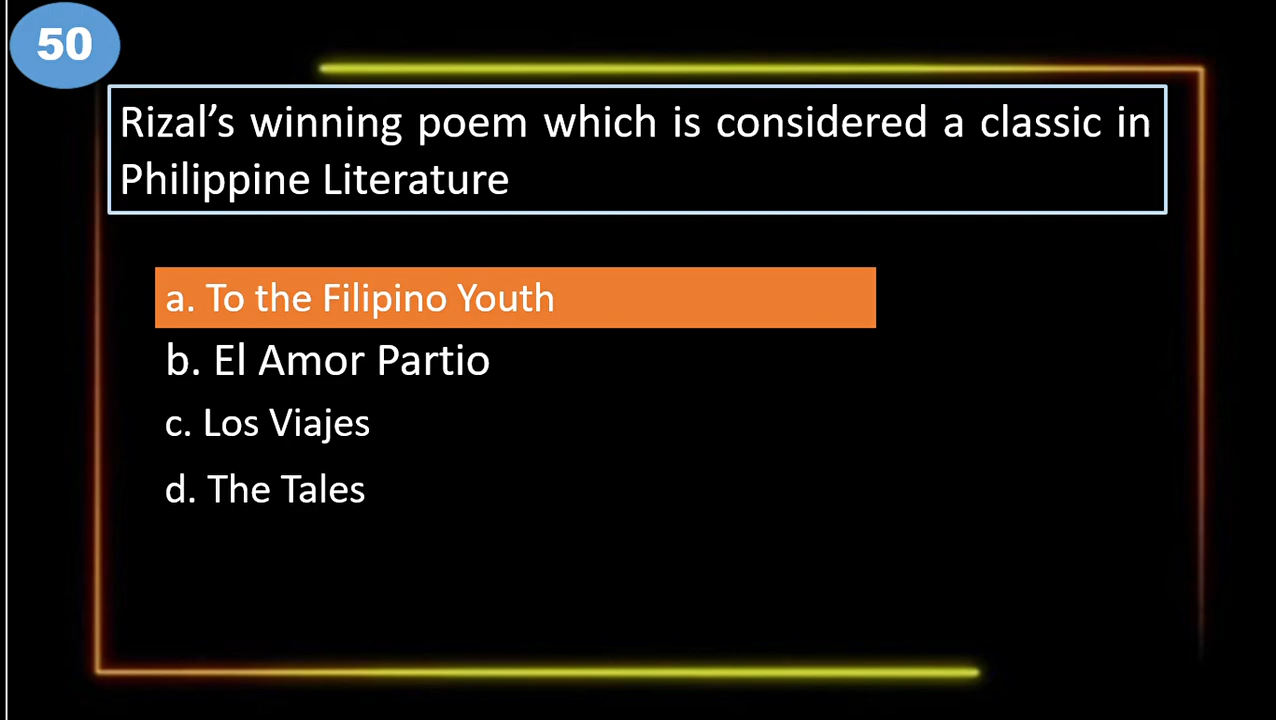 50
Rizal’s winning poem which is considered a classic in
Philippine Literature
a. To the Filipino Youth
b. El Amor Partio
c. Los Viajes
d. The Tales